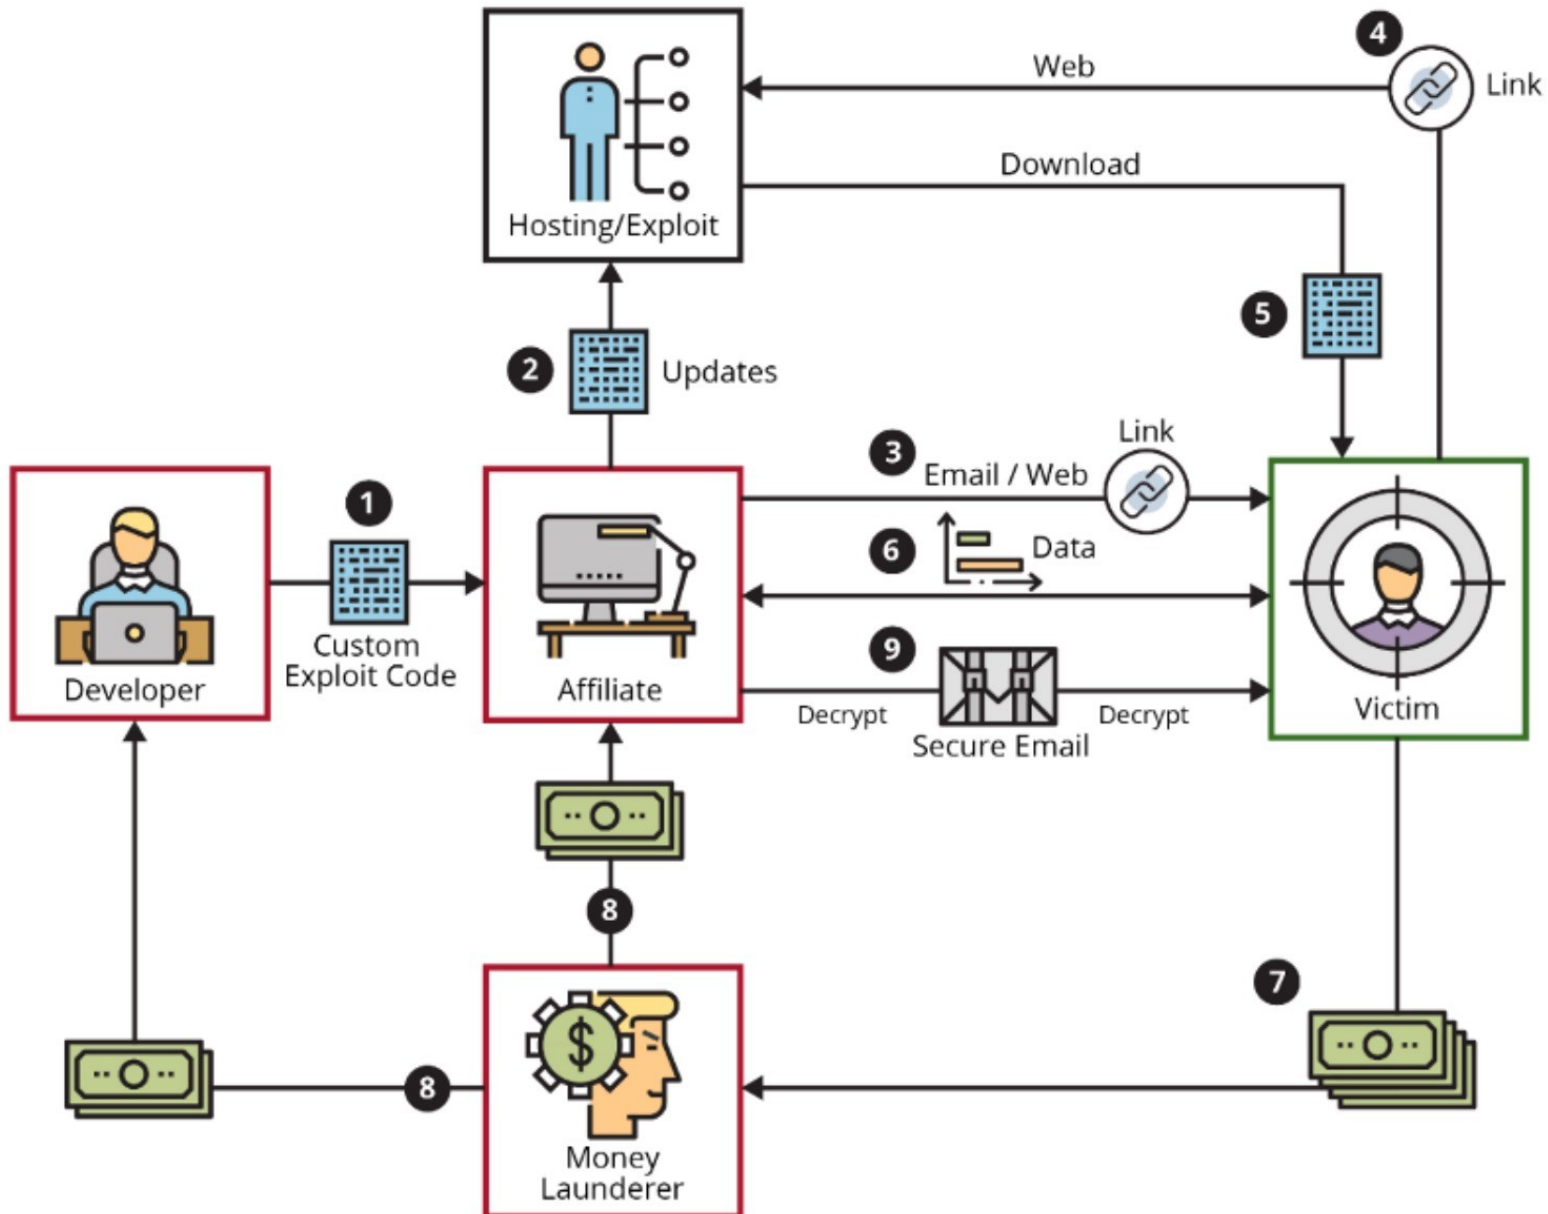 4
Web
Link
Download
Hosting/Exploit
5
2
Updates
Link
3
Email / Web
1
6
Data
Custom
Exploit Code
9
Developer
Affiliate
Decrypt
Decrypt
Secure Email
Victim
8
7
$
8
Money
Launderer